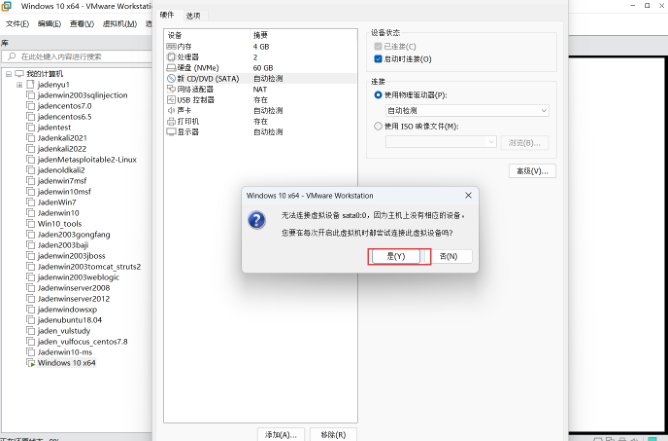 Windows 10 x64 - VMware Workstation
文件(F) 编辑(E) 查看(V) 虚拟机(M)
库
在此处键入内容进行搜索
我的计算机
jadenyu1
jadenwin2003sqlinjection
jadencentos7.0
jadencentos6.5
jadentest
Jadenkali2021
jadenkali2022
jadenMetasploitable2-Linux
jadenoldkali2
jadenwin7msf
jadenwin10msf
JadenWin7
Jadenwin10
Win10_tools
Jaden2003gongfang
Jaden2003baji
jadenwin2003jboss
jadenwin2003tomcat_struts2
jadenwin2003weblogic
Jadenwinserver2008
Jadenwinserver2012
jadenwindowsxp
jadenubuntu18.04
jaden_vulstudy
jaden_vulfocus_centos7.8
Jadenwin10-ms
Windows 10 x64
硬件 选项
设备 摘要
内存 4 GB
处理器 2
硬盘 (NVMe) 60 GB
新 CD/DVD (SATA) 自动检测
网络适配器 NAT
USB 控制器 存在
声卡 自动检测
打印机 存在
显示器 自动检测
添加(A)... 移除(R)
设备状态
已连接(C)
启动时连接(O)
连接
使用物理驱动器(P):
自动检测
使用 ISO 映像文件(M):
浏览(B)...
高级(V)...
Windows 10 x64 - VMware Workstation
无法连接虚拟设备 sata0:0，因为主机上没有相应的设备。
您要在每次开启此虚拟机时都尝试连接此虚拟设备吗?
是(Y) 否(N)